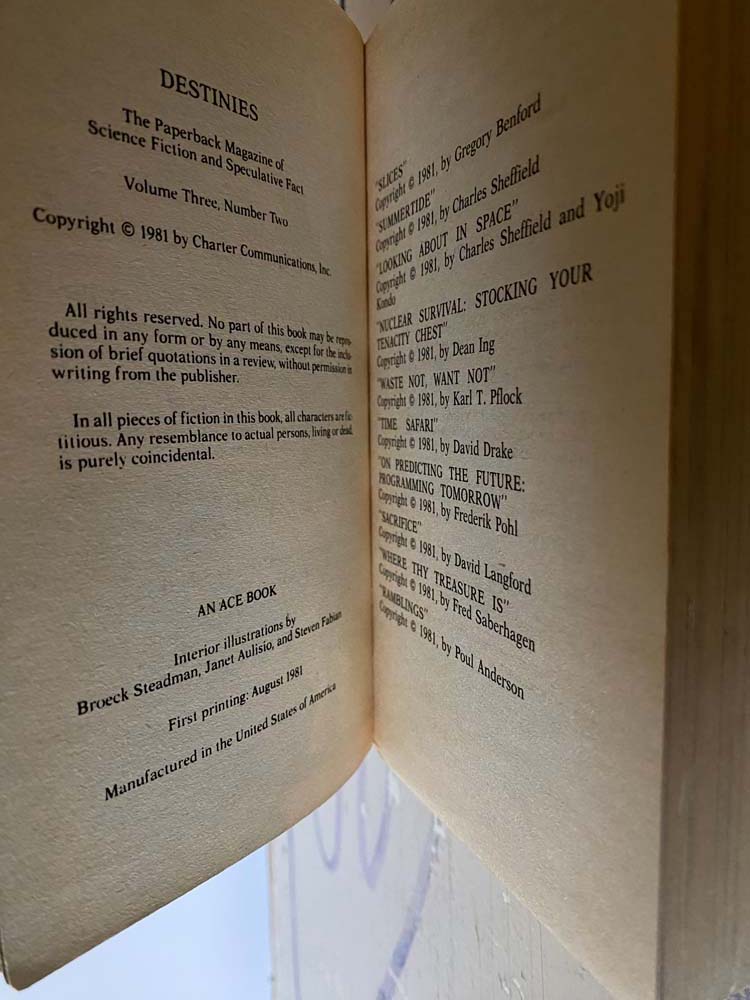 DESTINIES
The Paperback Magazine of
Science Fiction and Speculative Fact
Volume Three, Number Two
Copyright © 1981 by Charter Communications, Inc.
All rights reserved. No part of this book may be repro-
duced in any form or by any means, except for the inclu-
sion of brief quotations in a review, without permission in
writing from the publisher.
In all pieces of fiction in this book, all characters are fic-
titious. Any resemblance to actual persons, living or dead,
is purely coincidental.
AN ACE BOOK
Interior illustrations by
Broeck Steadman, Janet Aulisio, and Steven Fabian
First printing: August 1981
Manufactured in the United States of America
"SLICES"
Copyright © 1981, by Gregory Benford
"SUMMERTIDE"
Copyright © 1981, by Charles Sheffield
"LOOKING ABOUT IN SPACE"
Copyright © 1981, by Charles Sheffield and Yoji
Kondo
"NUCLEAR SURVIVAL: STOCKING YOUR
TENACITY CHEST"
Copyright © 1981, by Dean Ing
"WASTE NOT, WANT NOT"
Copyright © 1981, by Karl T. Pflock
"TIME SAFARI"
Copyright © 1981, by David Drake
"ON PREDICTING THE FUTURE:
PROGRAMMING TOMORROW"
Copyright © 1981, by Frederik Pohl
"SACRIFICE"
Copyright © 1981, by David Langford
"WHERE THY TREASURE IS"
Copyright © 1981, by Fred Saberhagen
"RAMBLINGS"
Copyright © 1981, by Poul Anderson